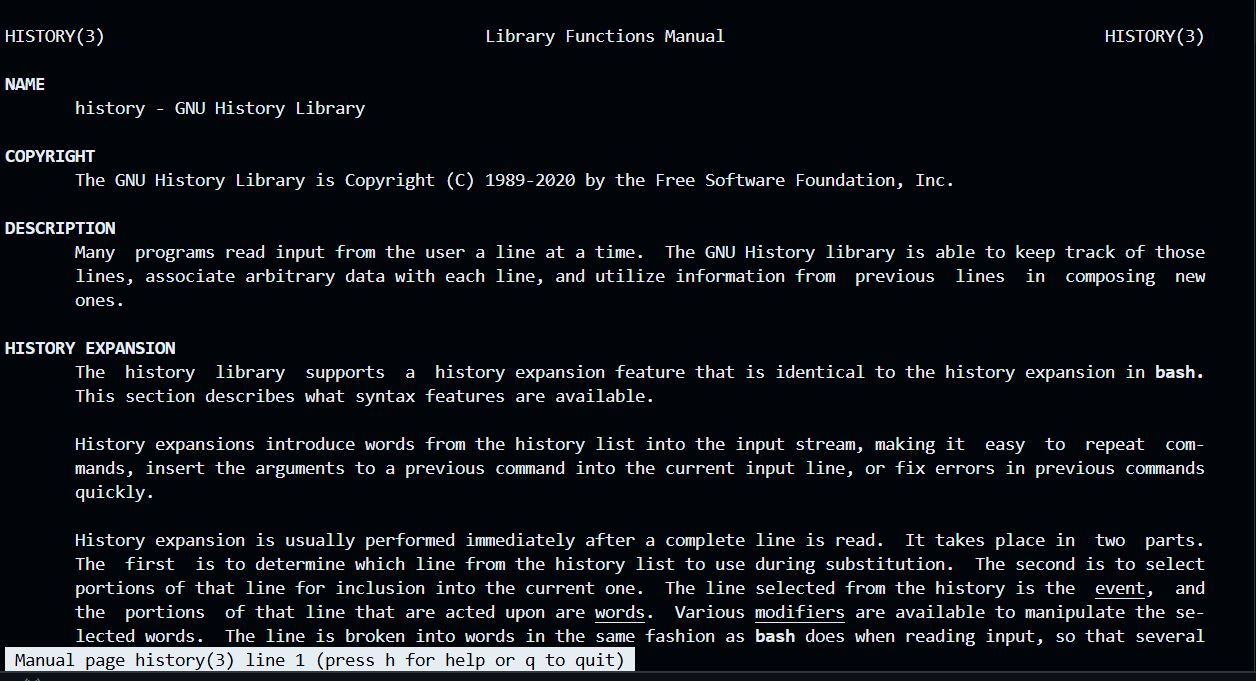 HISTORY(3) Library Functions Manual HISTORY(3)
NAME
history - GNU History Library
COPYRIGHT
The GNU History Library is Copyright (C) 1989-2020 by the Free Software Foundation, Inc.
DESCRIPTION
Many programs read input from the user a line at a time. The GNU History library is able to keep track of those
lines, associate arbitrary data with each line, and utilize information from previous lines in composing new
ones.
HISTORY EXPANSION
The history library supports a history expansion feature that is identical to the history expansion in bash.
This section describes what syntax features are available.
History expansions introduce words from the history list into the input stream, making it easy to repeat com-
mands, insert the arguments to a previous command into the current input line, or fix errors in previous commands
quickly.
History expansion is usually performed immediately after a complete line is read. It takes place in two parts.
The first is to determine which line from the history list to use during substitution. The second is to select
portions of that line for inclusion into the current one. The line selected from the history is the event, and
the portions of that line that are acted upon are words. Various modifiers are available to manipulate the se-
lected words. The line is broken into words in the same fashion as bash does when reading input, so that several
Manual page history(3) line 1 (press h for help or q to quit)